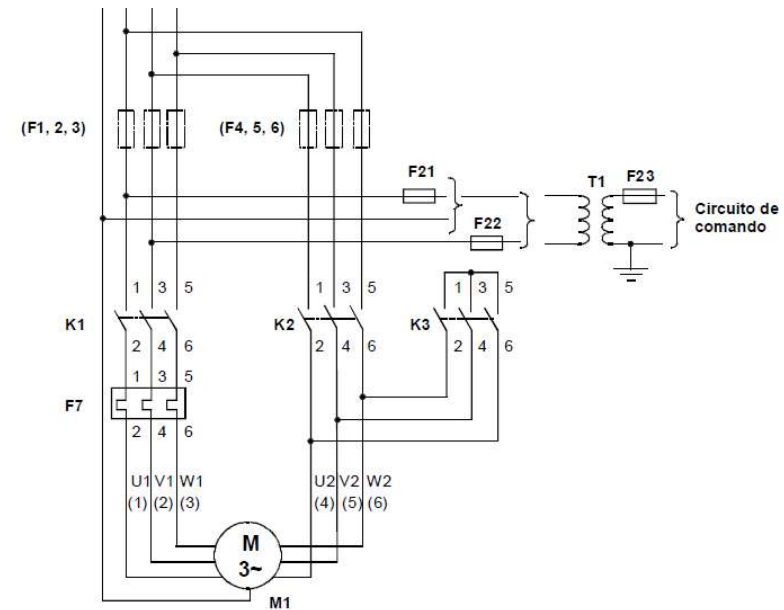 (F1, 2, 3)
(F4, 5, 6)
F21
F22
T1
F23
Circuito de
comando
1 3 5
1 3 5
1 3 5
K1
K2
K3
2 4 6
2 4 6
2 4 6
1 3 5
F7
2 4 6
U1 V1 W1
(1) (2) (3)
U2 V2 W2
(4) (5) (6)
M
3~
M1